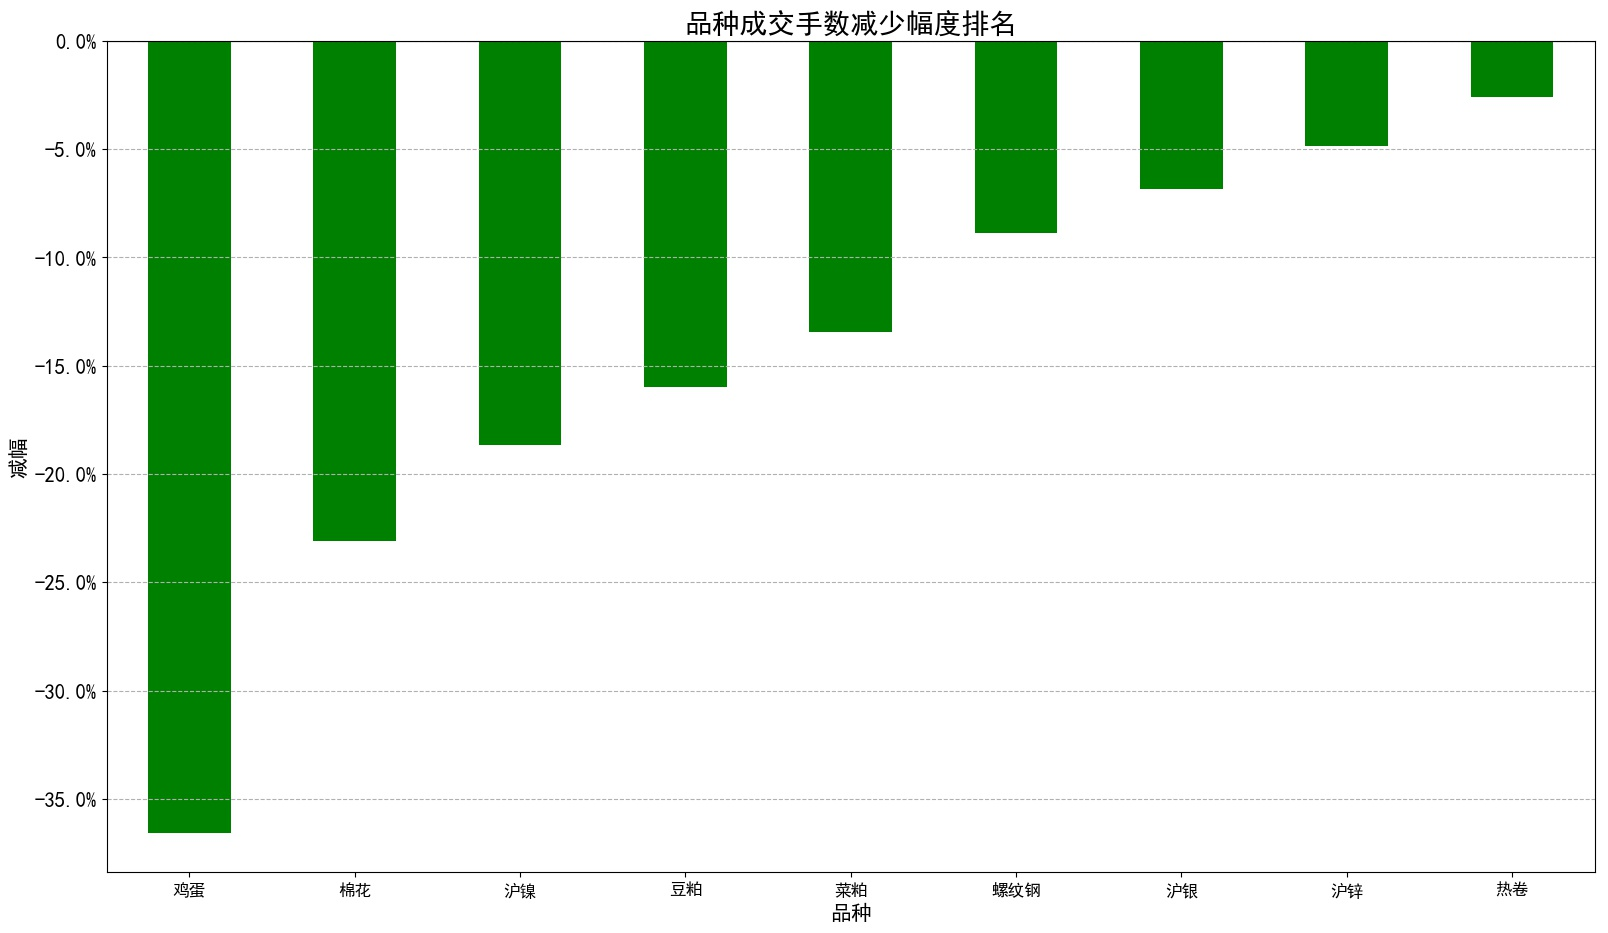 品种成交手数减少幅度排名
0.0%
-5.0%
-10.0%
-15.0%
-20.0%
-25.0%
-30.0%
-35.0%
减幅
鸡蛋 棉花 沪镍 豆粕 菜粕 螺纹钢 沪银 沪锌 热卷
品种